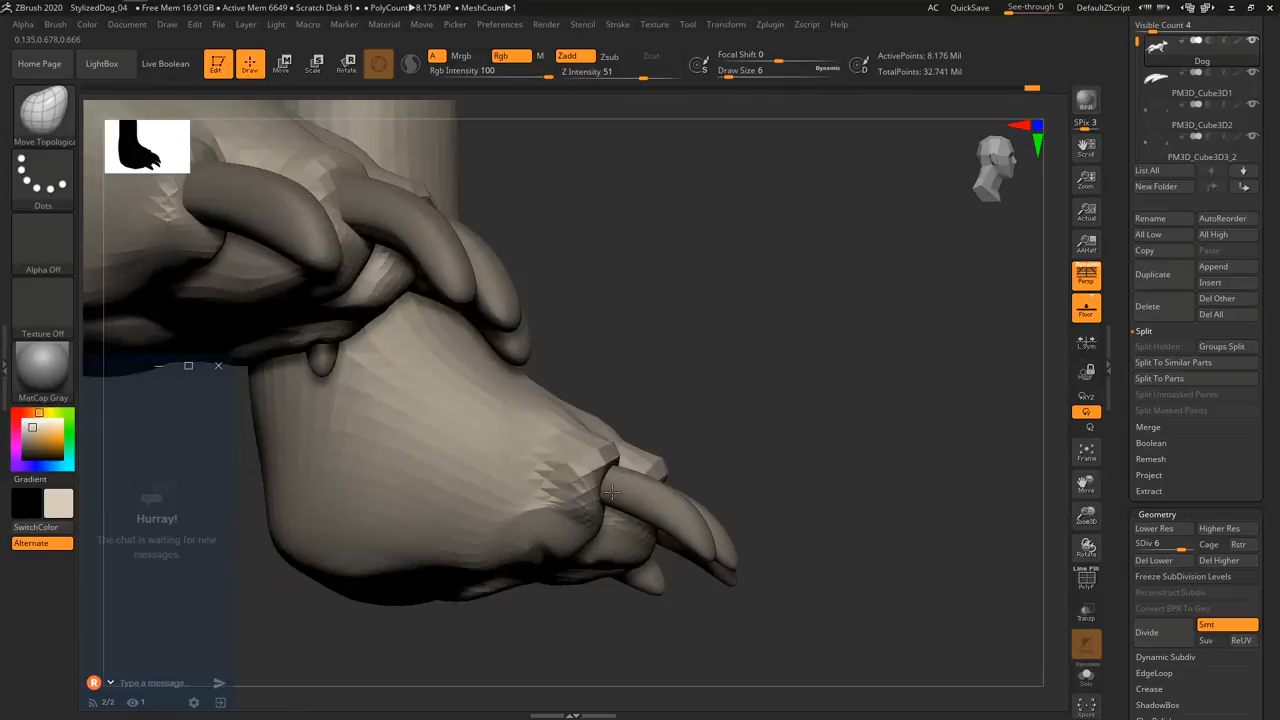 ZBrush 2020 StylizedDog_04 • Free Mem 16.91GB • Active Mem 6649 • Scratch Disk 81 • PolyCount▶8.175 MP • MeshCount▶1
AC QuickSave See-through 0 DefaultZScript
Alpha Brush Color Document Draw Edit File Layer Light Macro Marker Material Movie Picker Preferences Render Stencil Stroke Texture Tool Transform Zplugin Zscript Help
0.135,0.678,0.666
Home Page LightBox Live Boolean Edit Draw Move Scale Rotate
A Mrgb Rgb M Zadd Zsub Zcut
Rgb Intensity 100 Z Intensity 51
Focal Shift 0
Draw Size 6 Dynamic
S D
ActivePoints: 8.176 Mil
TotalPoints: 32.741 Mil
Move Topologica
Dots
Alpha Off
Texture Off
MatCap Gray
Gradient
SwitchColor
Alternate
Hurray!
The chat is waiting for new
messages.
R Type a message...
2/2 1
BPR
SPix 3
Scroll
Zoom
Actual
AAHalf
Dynamic
Persp
Floor
L.Sym
XYZ
Frame
Move
Zoom3D
Rotate
Line Fill
PolyF
Transp
Dynamic
Solo
Xpose
Visible Count 4
Dog
PM3D_Cube3D1
PM3D_Cube3D2
PM3D_Cube3D3_2
List All
New Folder
Rename AutoReorder
All Low All High
Copy Paste
Duplicate Append
Insert
Delete Del Other
Del All
Split
Split Hidden Groups Split
Split To Similar Parts
Split To Parts
Split Unmasked Points
Split Masked Points
Merge
Boolean
Remesh
Project
Extract
Geometry
Lower Res Higher Res
SDiv 6 Cage Rstr
Del Lower Del Higher
Freeze SubDivision Levels
Reconstruct Subdiv
Convert BPR To Geo
Divide Smt
Suv ReUV
Dynamic Subdiv
EdgeLoop
Crease
ShadowBox